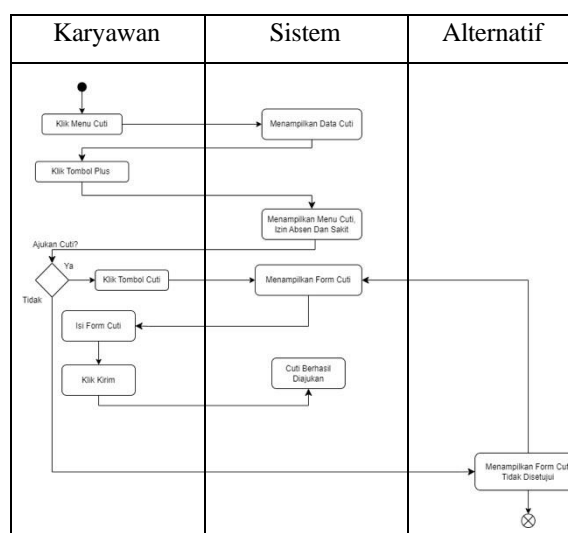 Karyawan
Sistem
Alternatif
Klik Menu Cuti
Menampilkan Data Cuti
Klik Tombol Plus
Menampilkan Menu Cuti,
Izin Absen Dan Sakit
Ajukan Cuti?
Ya
Klik Tombol Cuti
Menampilkan Form Cuti
Tidak
Isi Form Cuti
Klik Kirim
Cuti Berhasil
Diajukan
Menampilkan Form Cuti
Tidak Disetujui